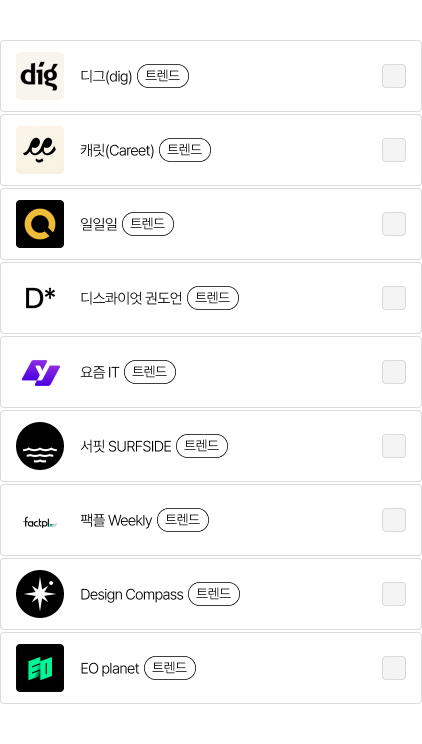 dig 디그(dig) 트렌드
캐릿(Careet) 트렌드
일일일 트렌드
D* 디스콰이엇 권도언 트렌드
요즘 IT 트렌드
서핏 SURFSIDE 트렌드
factpl 팩플 Weekly 트렌드
Design Compass 트렌드
EO EO planet 트렌드